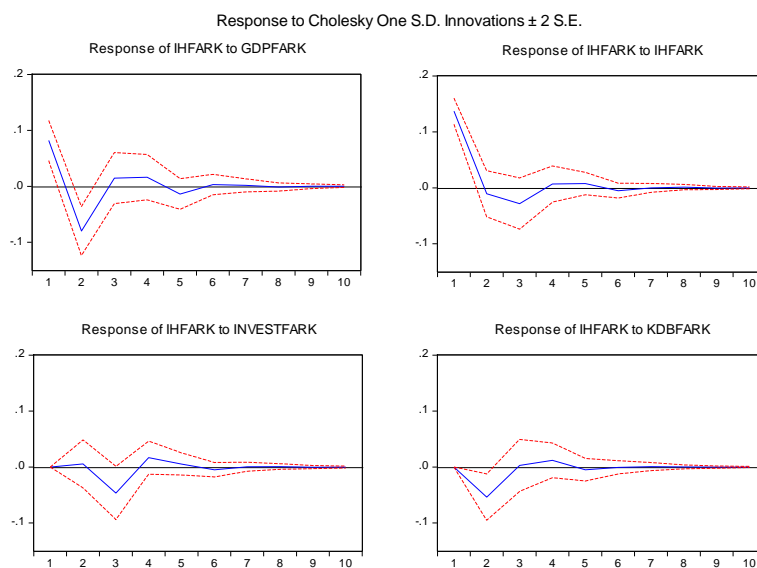 Response to Cholesky One S.D. Innovations ± 2 S.E.
Response of IHFARK to GDPFARK
.2
.1
.0
-.1
1 2 3 4 5 6 7 8 9 10
Response of IHFARK to IHFARK
.2
.1
.0
-.1
1 2 3 4 5 6 7 8 9 10
Response of IHFARK to INVESTFARK
.2
.1
.0
-.1
1 2 3 4 5 6 7 8 9 10
Response of IHFARK to KDBFARK
.2
.1
.0
-.1
1 2 3 4 5 6 7 8 9 10